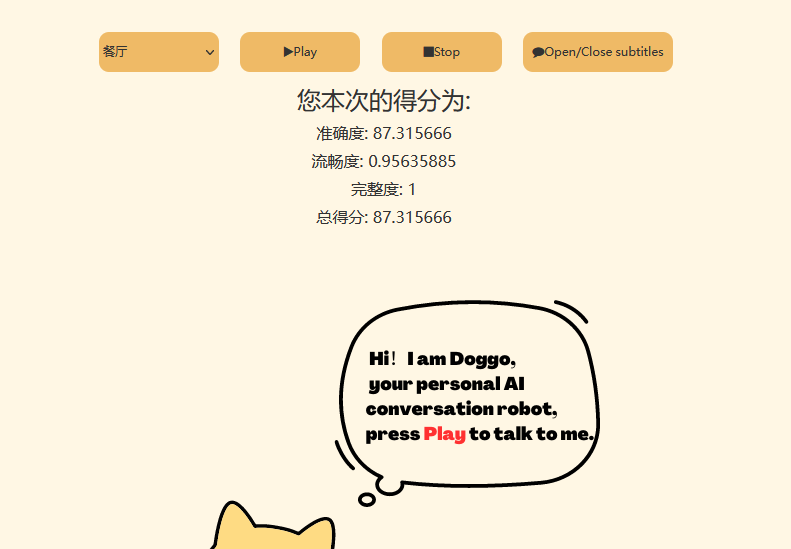 餐厅 Play Stop Open/Close subtitles
您本次的得分为:
准确度: 87.315666
流畅度: 0.95635885
完整度: 1
总得分: 87.315666
Hi！I am Doggo,
your personal AI
conversation robot,
press Play to talk to me.